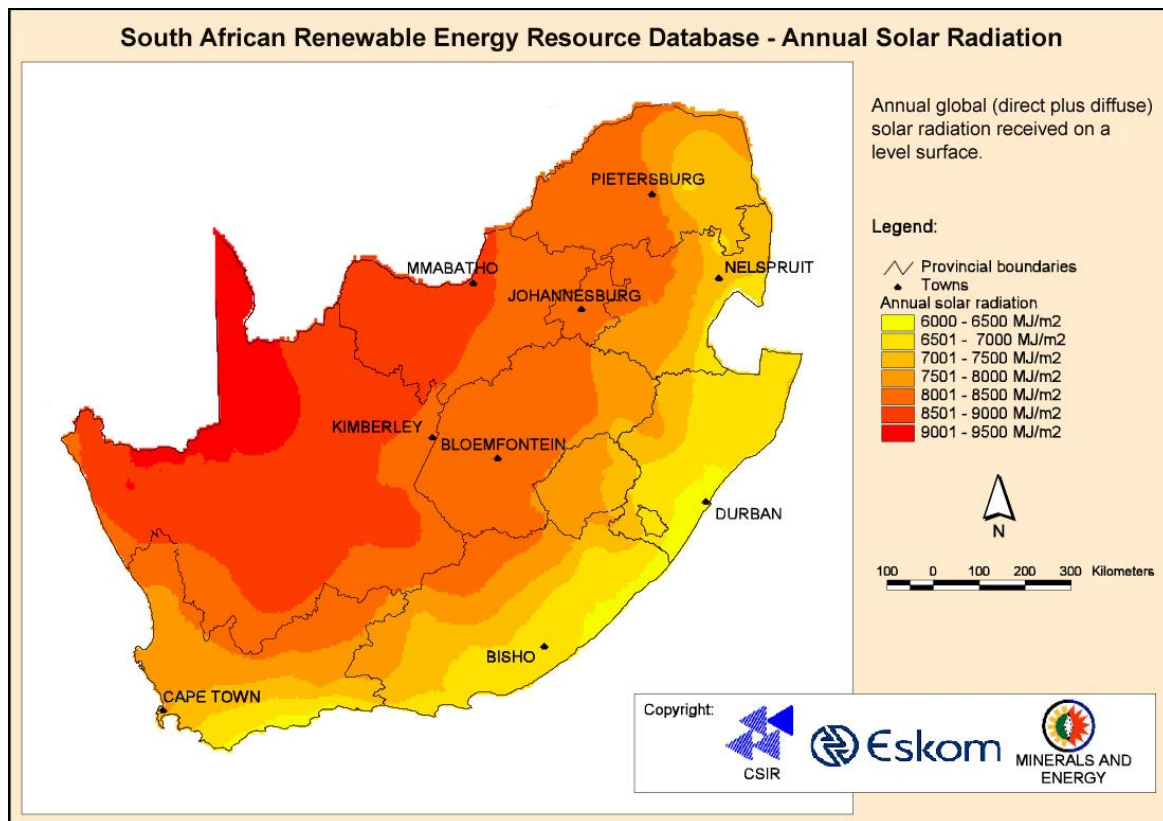 South African Renewable Energy Resource Database - Annual Solar Radiation
Annual global (direct plus diffuse)
solar radiation received on a
level surface.
PIETERSBURG
MMABATHO
NELSPRUIT
JOHANNESBURG
KIMBERLEY
BLOEMFONTEIN
DURBAN
BISHO
CAPE TOWN
Legend:
Provincial boundaries
Towns
Annual solar radiation
6000 - 6500 MJ/m2
6501 - 7000 MJ/m2
7001 - 7500 MJ/m2
7501 - 8000 MJ/m2
8001 - 8500 MJ/m2
8501 - 9000 MJ/m2
9001 - 9500 MJ/m2
N
100 0 100 200 300 Kilometers
Copyright:
CSIR
Eskom
MINERALS AND
ENERGY